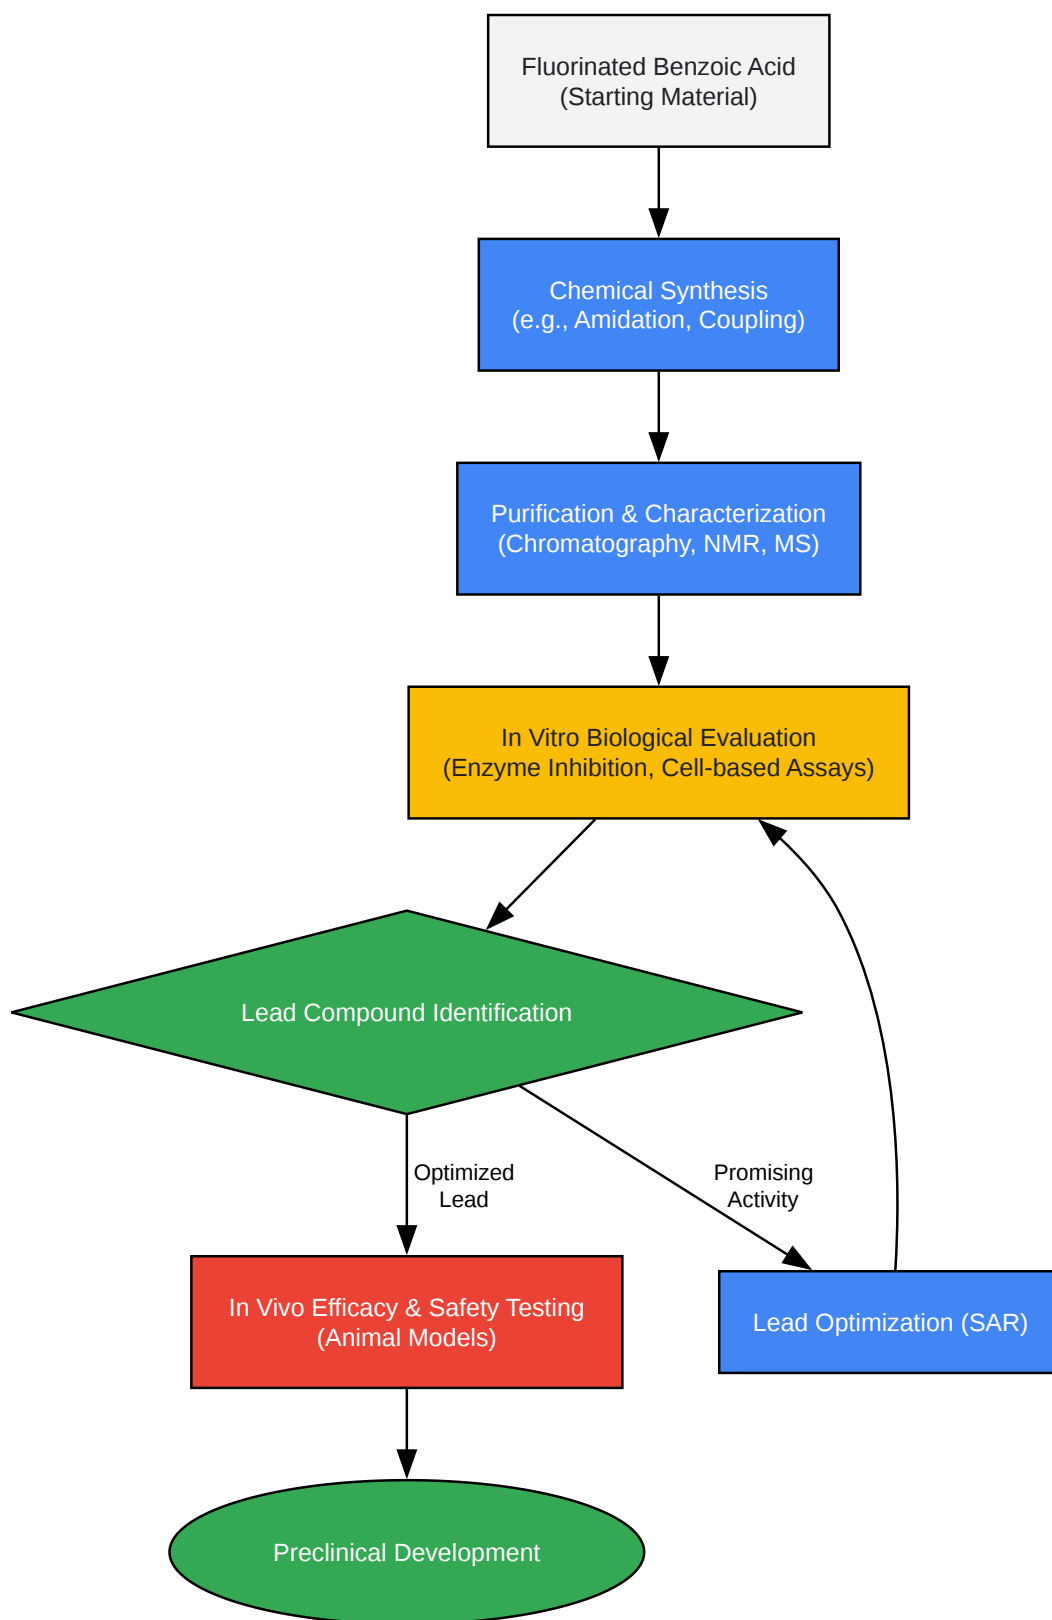 Fluorinated Benzoic Acid
(Starting Material)
Chemical Synthesis
(e.g., Amidation, Coupling)
Purification & Characterization
(Chromatography, NMR, MS)
In Vitro Biological Evaluation
(Enzyme Inhibition, Cell-based Assays)
Lead Compound Identification
Optimized
Lead
Promising
Activity
In Vivo Efficacy & Safety Testing
(Animal Models)
Lead Optimization (SAR)
Preclinical Development